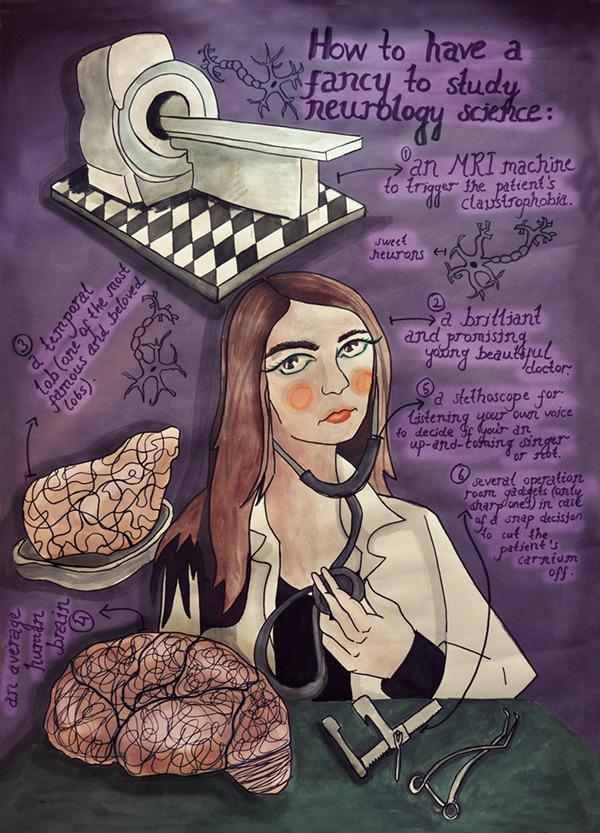 How to have a
fancy to study
neurology science:
① an MRI machine
to trigger the patient's
claustrophobia.
sweet
neurons
② a brilliant
and promising
young beautiful
doctor.
③ a temporal
lob (one of the most
famous and beloved
lobs).
⑤ a stethoscope for
listening your own voice
to decide if your an
up-and-coming singer
or not.
⑥ several operation
room gadgets (only
sharp ones) in case
of a snap decision
to cut the
patient's
carnium
off.
④
an average
human
brain